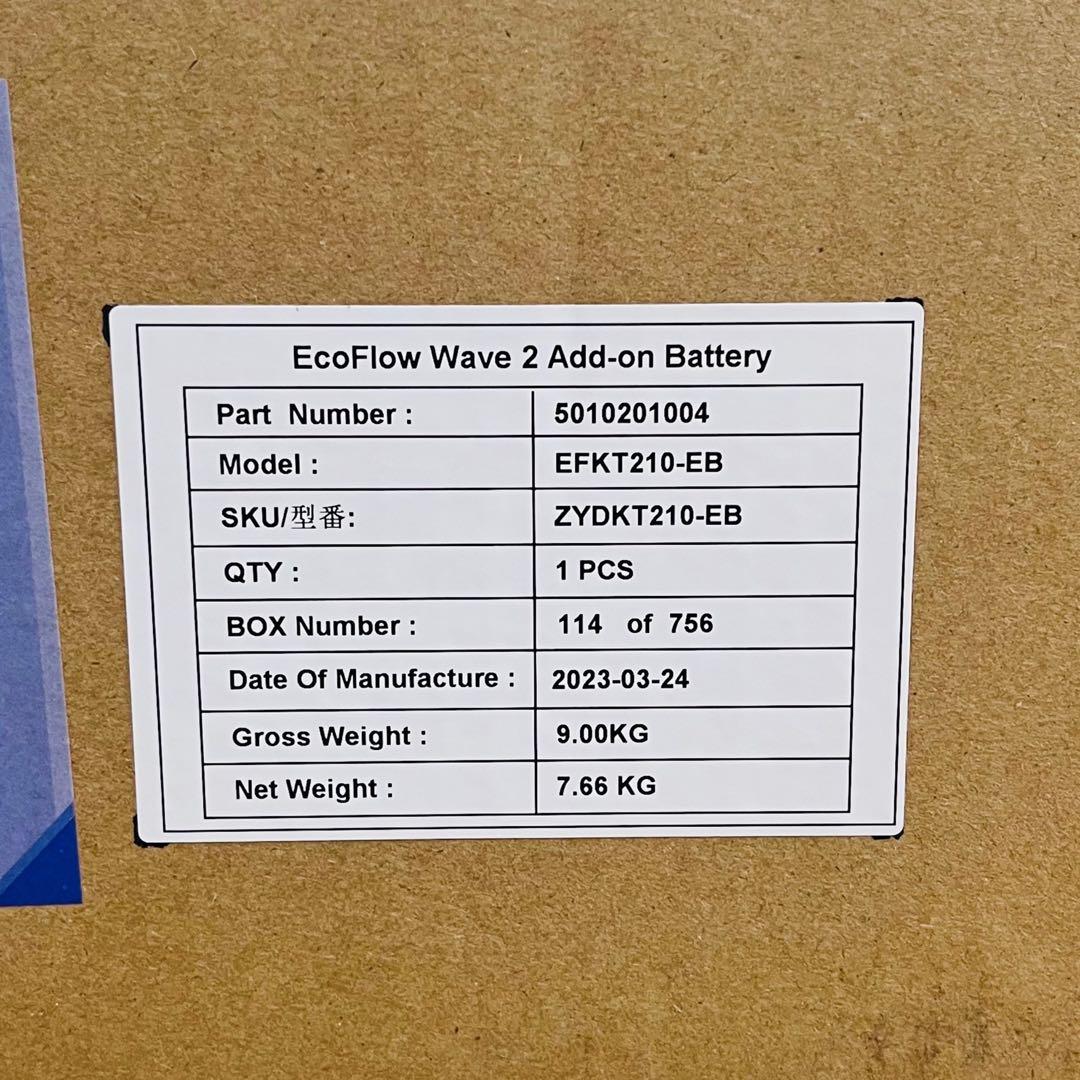 EcoFlow Wave 2 Add-on Battery
Part Number : 5010201004
Model : EFKT210-EB
SKU/型番: ZYDKT210-EB
QTY : 1 PCS
BOX Number : 114 of 756
Date Of Manufacture : 2023-03-24
Gross Weight : 9.00KG
Net Weight : 7.66 KG